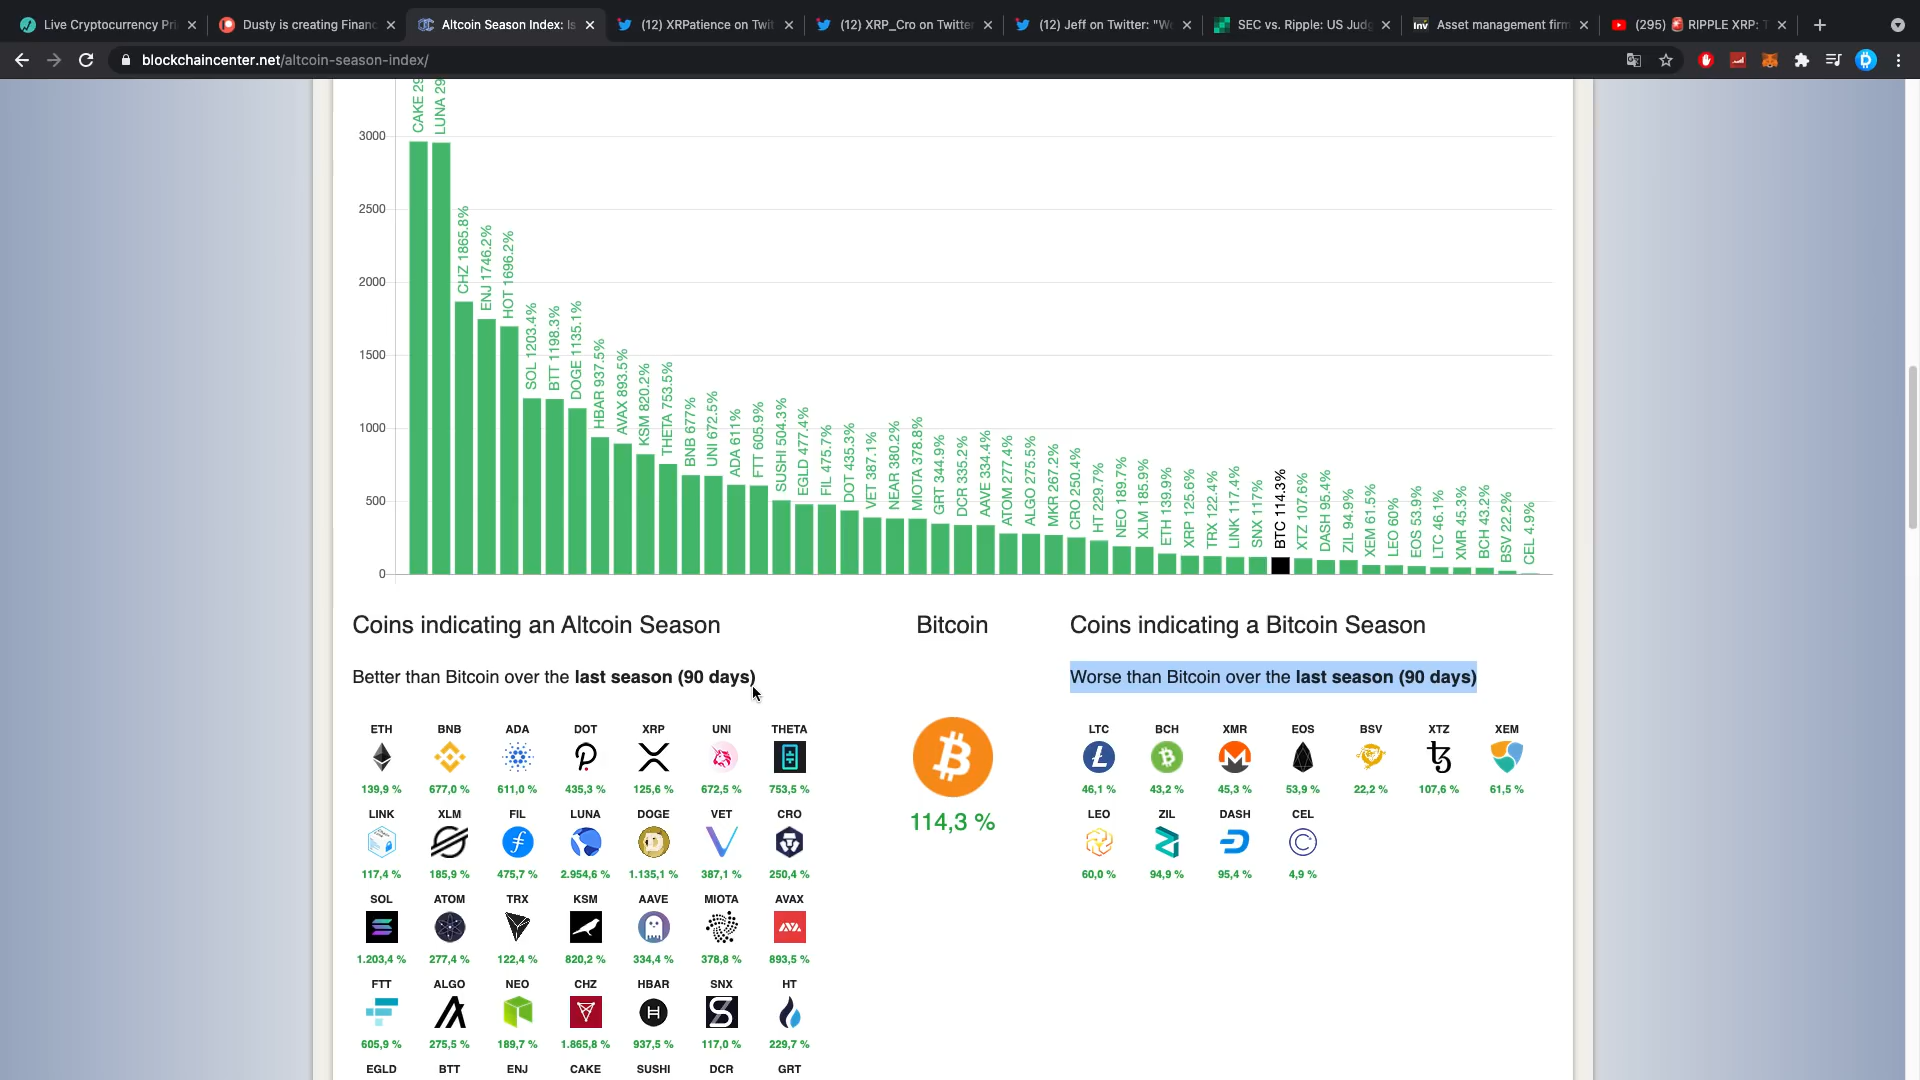 Live Cryptocurrency Pri
Dusty is creating Financ
Altcoin Season Index: Is
(12) XRPatience on Twit
(12) XRP_Cro on Twitter
(12) Jeff on Twitter: "W
SEC vs. Ripple: US Jud
Inv
Asset management firm
(295) 🚨 RIPPLE XRP: T
blockchaincenter.net/altcoin-season-index/
3000
2500
2000
1500
1000
500
0
CAKE 29
LUNA 29
CHZ 1865.8%
ENJ 1746.2%
HOT 1696.2%
SOL 1203.4%
BTT 1198.3%
DOGE 1135.1%
HBAR 937.5%
AVAX 893.5%
KSM 820.2%
THETA 753.5%
BNB 677%
UNI 672.5%
ADA 611%
FTT 605.9%
SUSHI 504.3%
EGLD 477.4%
FIL 475.7%
DOT 435.3%
VET 387.1%
NEAR 380.2%
MIOTA 378.8%
GRT 344.9%
DCR 335.2%
AAVE 334.4%
ATOM 277.4%
ALGO 275.5%
MKR 267.2%
CRO 250.4%
HT 229.7%
NEO 189.7%
XLM 185.9%
ETH 139.9%
XRP 125.6%
TRX 122.4%
LINK 117.4%
SNX 117%
BTC 114.3%
XTZ 107.6%
DASH 95.4%
ZIL 94.9%
XEM 61.5%
LEO 60%
EOS 53.9%
LTC 46.1%
XMR 45.3%
BCH 43.2%
BSV 22.2%
CEL 4.9%
Coins indicating an Altcoin Season
Better than Bitcoin over the last season (90 days)
ETH BNB ADA DOT XRP UNI THETA
139,9 % 677,0 % 611,0 % 435,3 % 125,6 % 672,5 % 753,5 %
LINK XLM FIL LUNA DOGE VET CRO
117,4 % 185,9 % 475,7 % 2.954,6 % 1.135,1 % 387,1 % 250,4 %
SOL ATOM TRX KSM AAVE MIOTA AVAX
1.203,4 % 277,4 % 122,4 % 820,2 % 334,4 % 378,8 % 893,5 %
FTT ALGO NEO CHZ HBAR SNX HT
605,9 % 275,5 % 189,7 % 1.865,8 % 937,5 % 117,0 % 229,7 %
EGLD BTT ENJ CAKE SUSHI DCR GRT
Bitcoin
114,3 %
Coins indicating a Bitcoin Season
Worse than Bitcoin over the last season (90 days)
LTC BCH XMR EOS BSV XTZ XEM
46,1 % 43,2 % 45,3 % 53,9 % 22,2 % 107,6 % 61,5 %
LEO ZIL DASH CEL
60,0 % 94,9 % 95,4 % 4,9 %